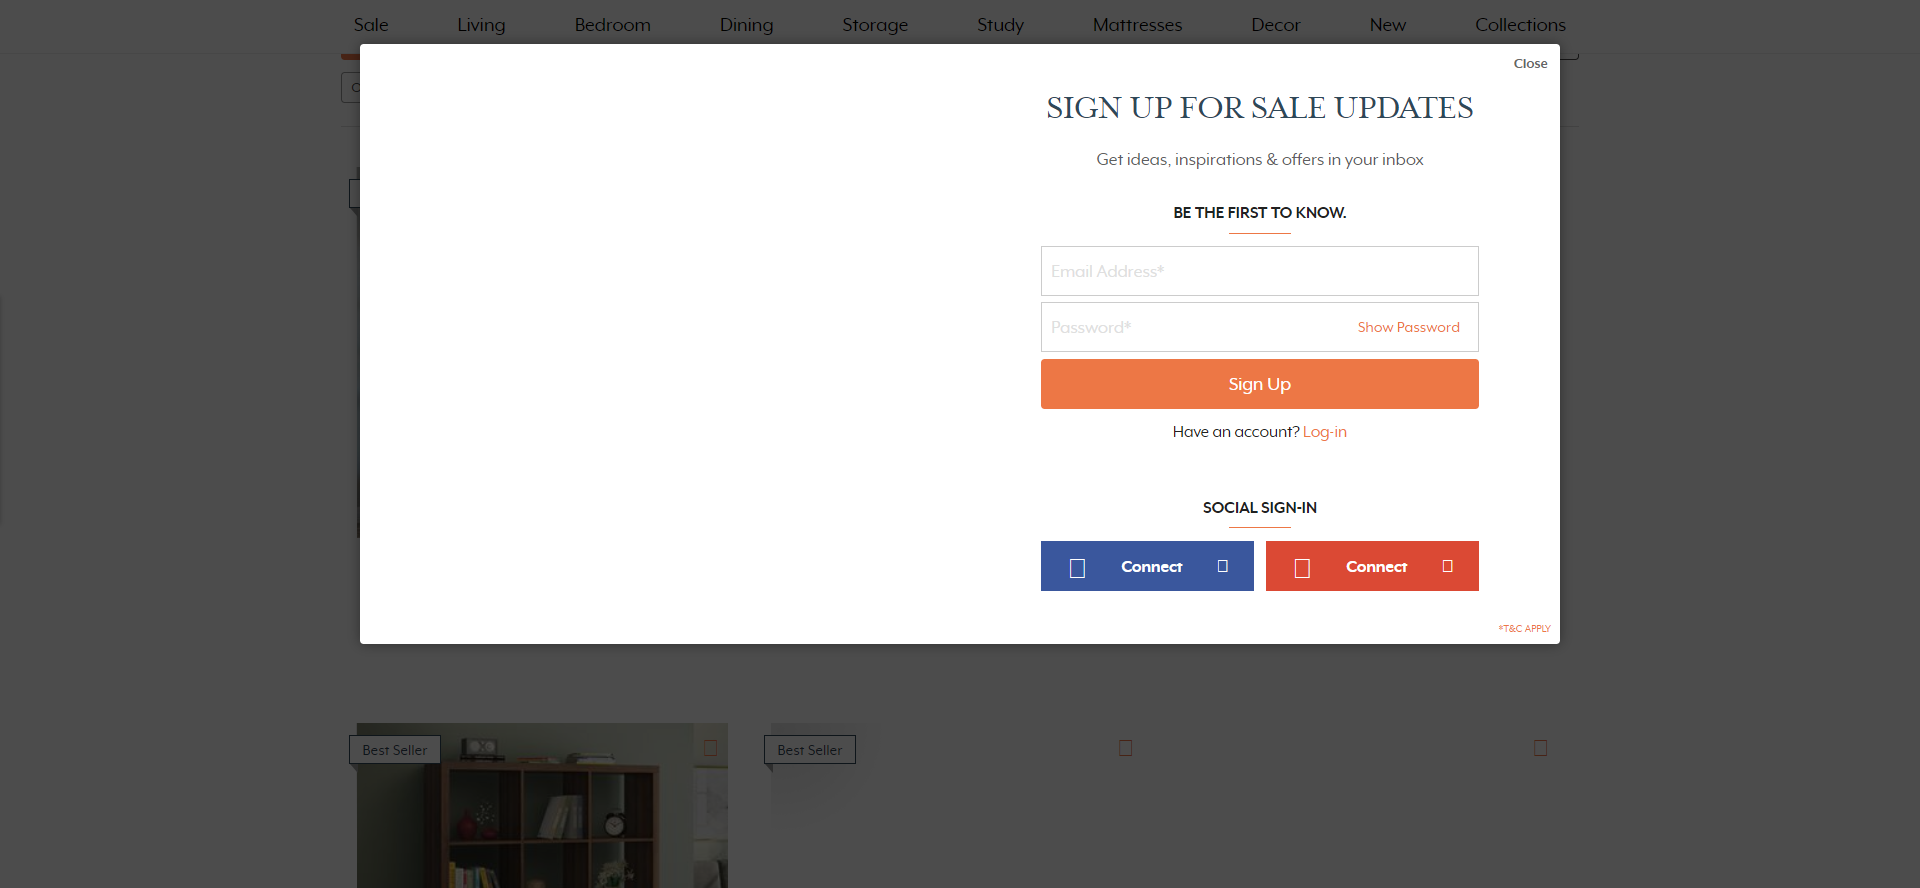 Sale Living Bedroom Dining Storage Study Mattresses Decor New Collections
Close
SIGN UP FOR SALE UPDATES
Get ideas, inspirations & offers in your inbox
BE THE FIRST TO KNOW.
Email Address*
Password* Show Password
Sign Up
Have an account? Log-in
SOCIAL SIGN-IN
Connect Connect
*T&C APPLY
Best Seller Best Seller